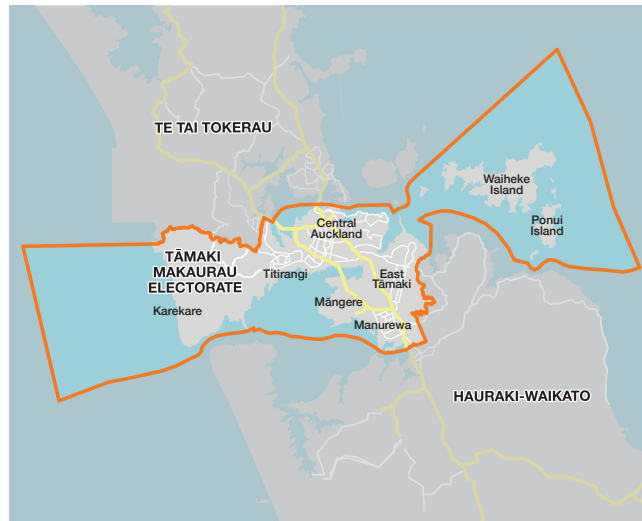 TE TAI TOKERAU
Waiheke
Island
Ponui
Island
Central
Auckland
TĀMAKI
MAKAURAU
ELECTORATE
Titirangi
East
Tāmaki
Karekare
Māngere
Manurewa
HAURAKI-WAIKATO